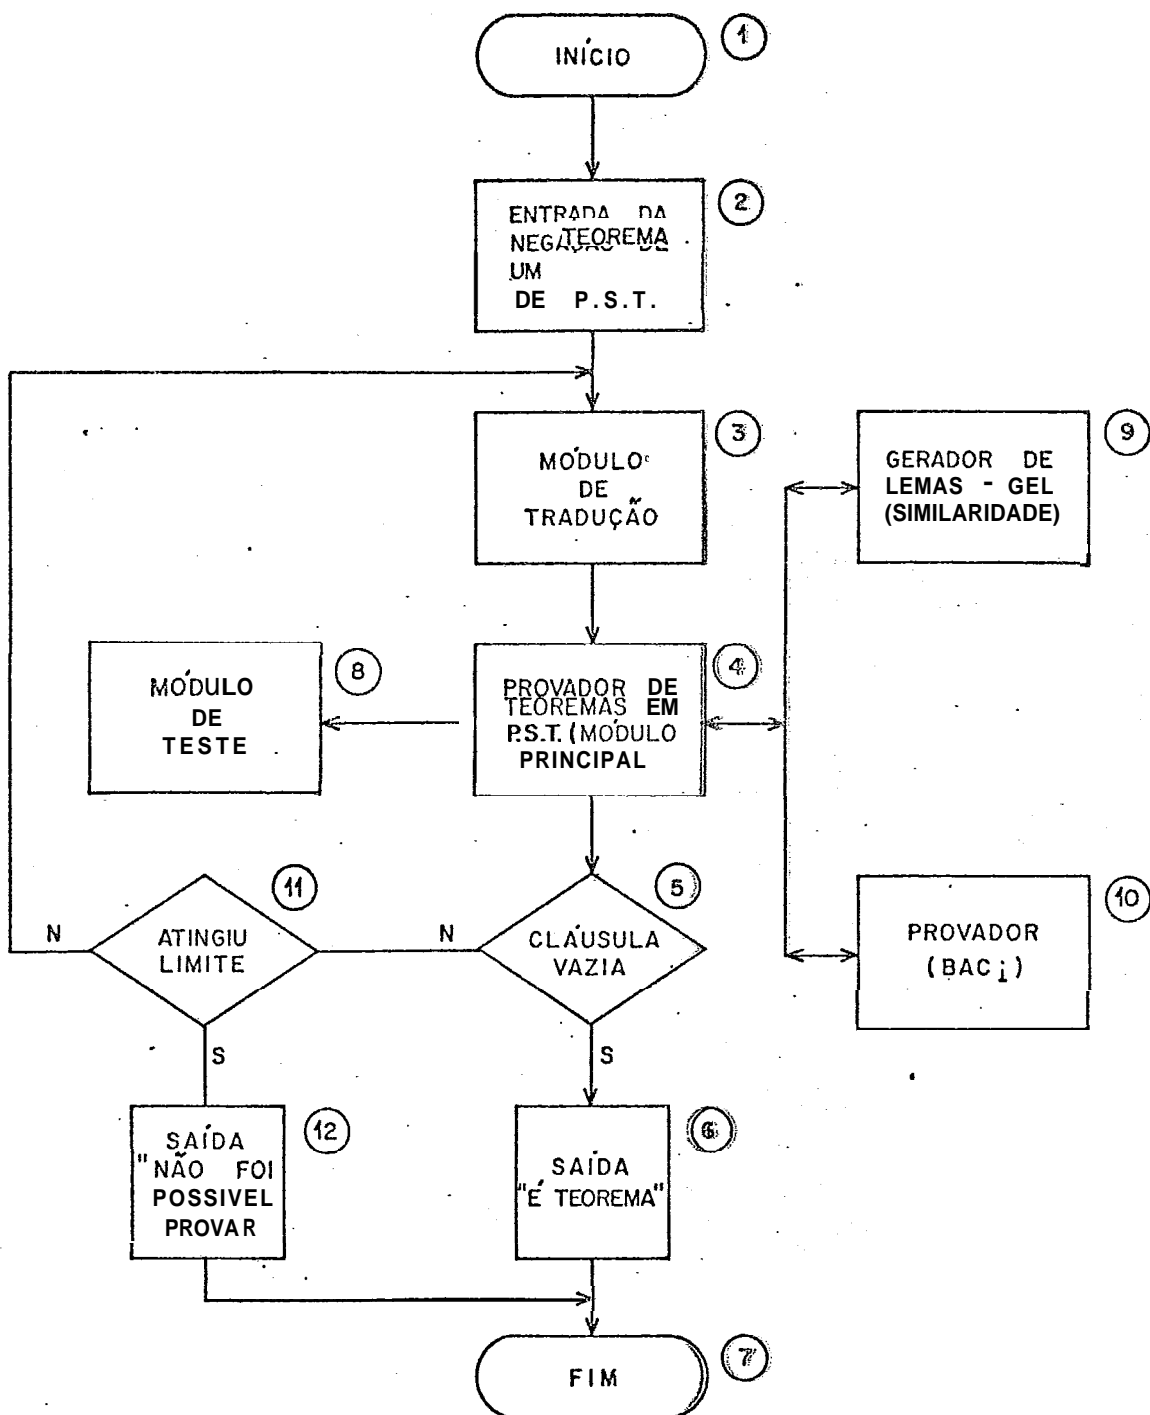 INÍCIO
1
ENTRADA DA
NEGAÇÃO DE
TEOREMA
UM
DE P.S.T.
2
MÓDULO
DE
TRADUÇÃO
3
GERADOR DE
LEMAS - GEL
(SIMILARIDADE)
9
MÓDULO
DE
TESTE
8
PROVADOR DE
TEOREMAS EM
P.S.T. (MÓDULO
PRINCIPAL
4
ATINGIU
LIMITE
11
N
N
S
CLÁUSULA
VAZIA
5
S
PROVADOR
(BAC i)
10
SAÍDA
"NÃO FOI
POSSIVEL
PROVAR
12
SAÍDA
"É TEOREMA"
6
FIM
7